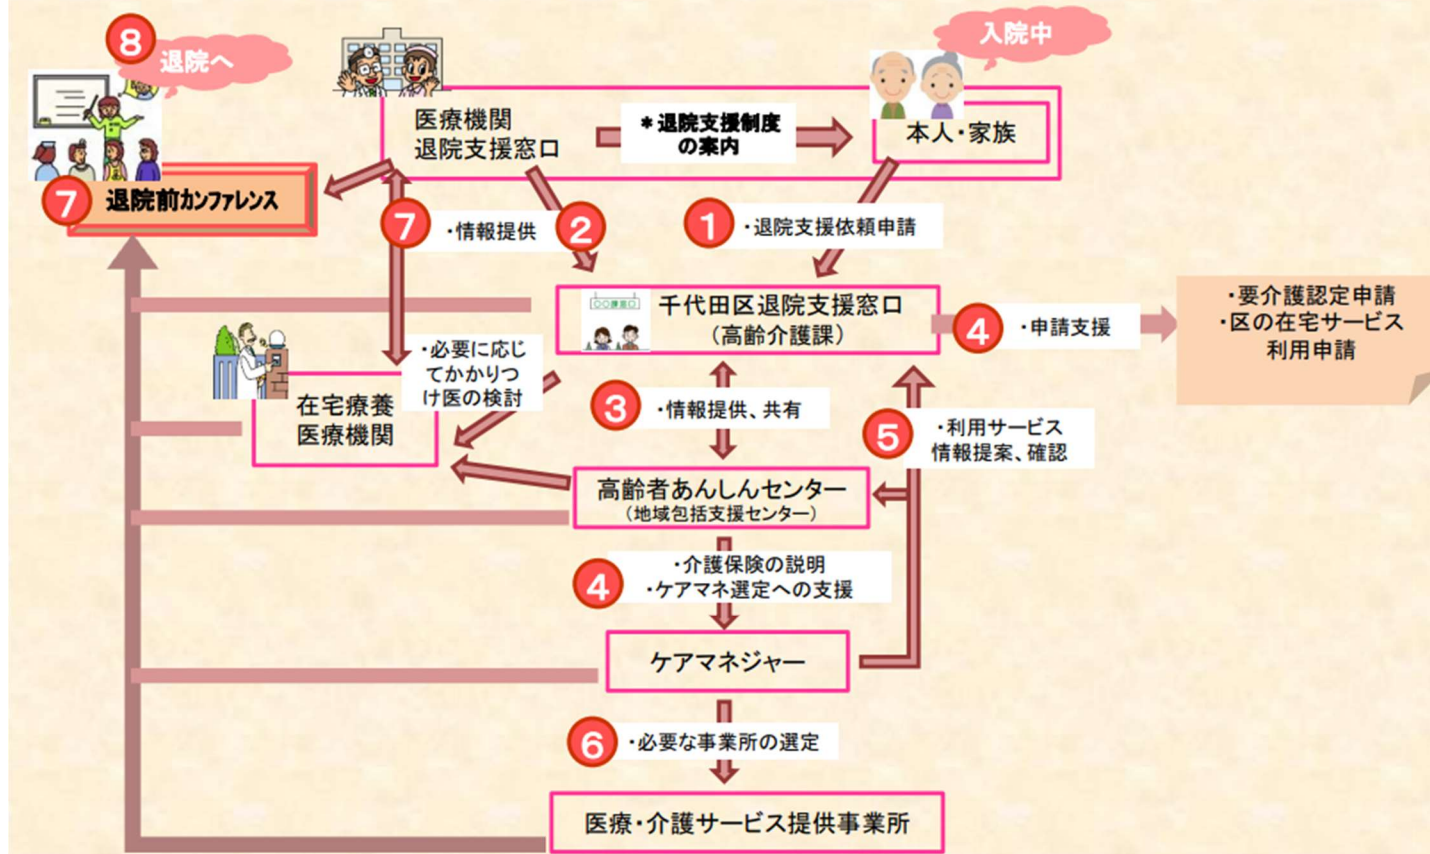 ⑧
退院へ
入院中
医療機関
退院支援窓口
*退院支援制度
の案内
本人・家族
⑦
退院前カンファレンス
⑦
・情報提供
②
①
・退院支援依頼申請
〇〇課窓口
千代田区退院支援窓口
(高齢介護課)
④
・申請支援
・要介護認定申請
・区の在宅サービス
利用申請
・必要に応じ
てかかりつ
け医の検討
在宅療養
医療機関
③
・情報提供、共有
⑤
・利用サービス
情報提案、確認
高齢者あんしんセンター
(地域包括支援センター)
④
・介護保険の説明
・ケアマネ選定への支援
ケアマネジャー
⑥
・必要な事業所の選定
医療・介護サービス提供事業所